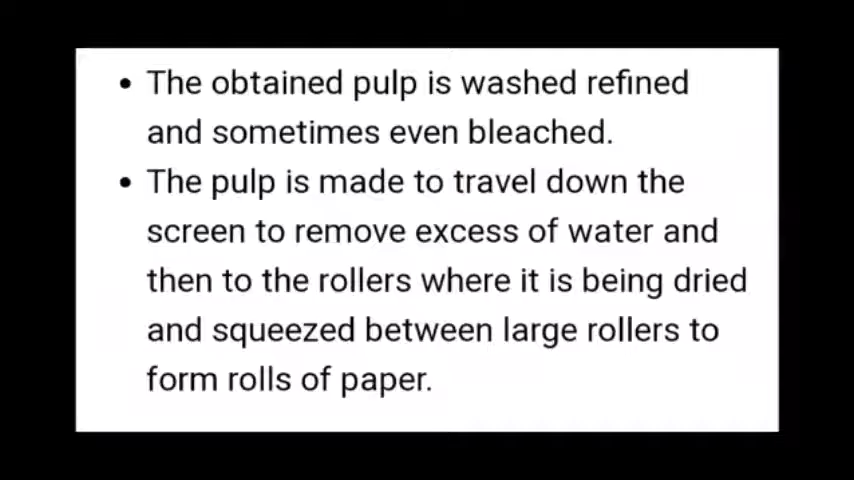 • The obtained pulp is washed refined
and sometimes even bleached.
• The pulp is made to travel down the
screen to remove excess of water and
then to the rollers where it is being dried
and squeezed between large rollers to
form rolls of paper.